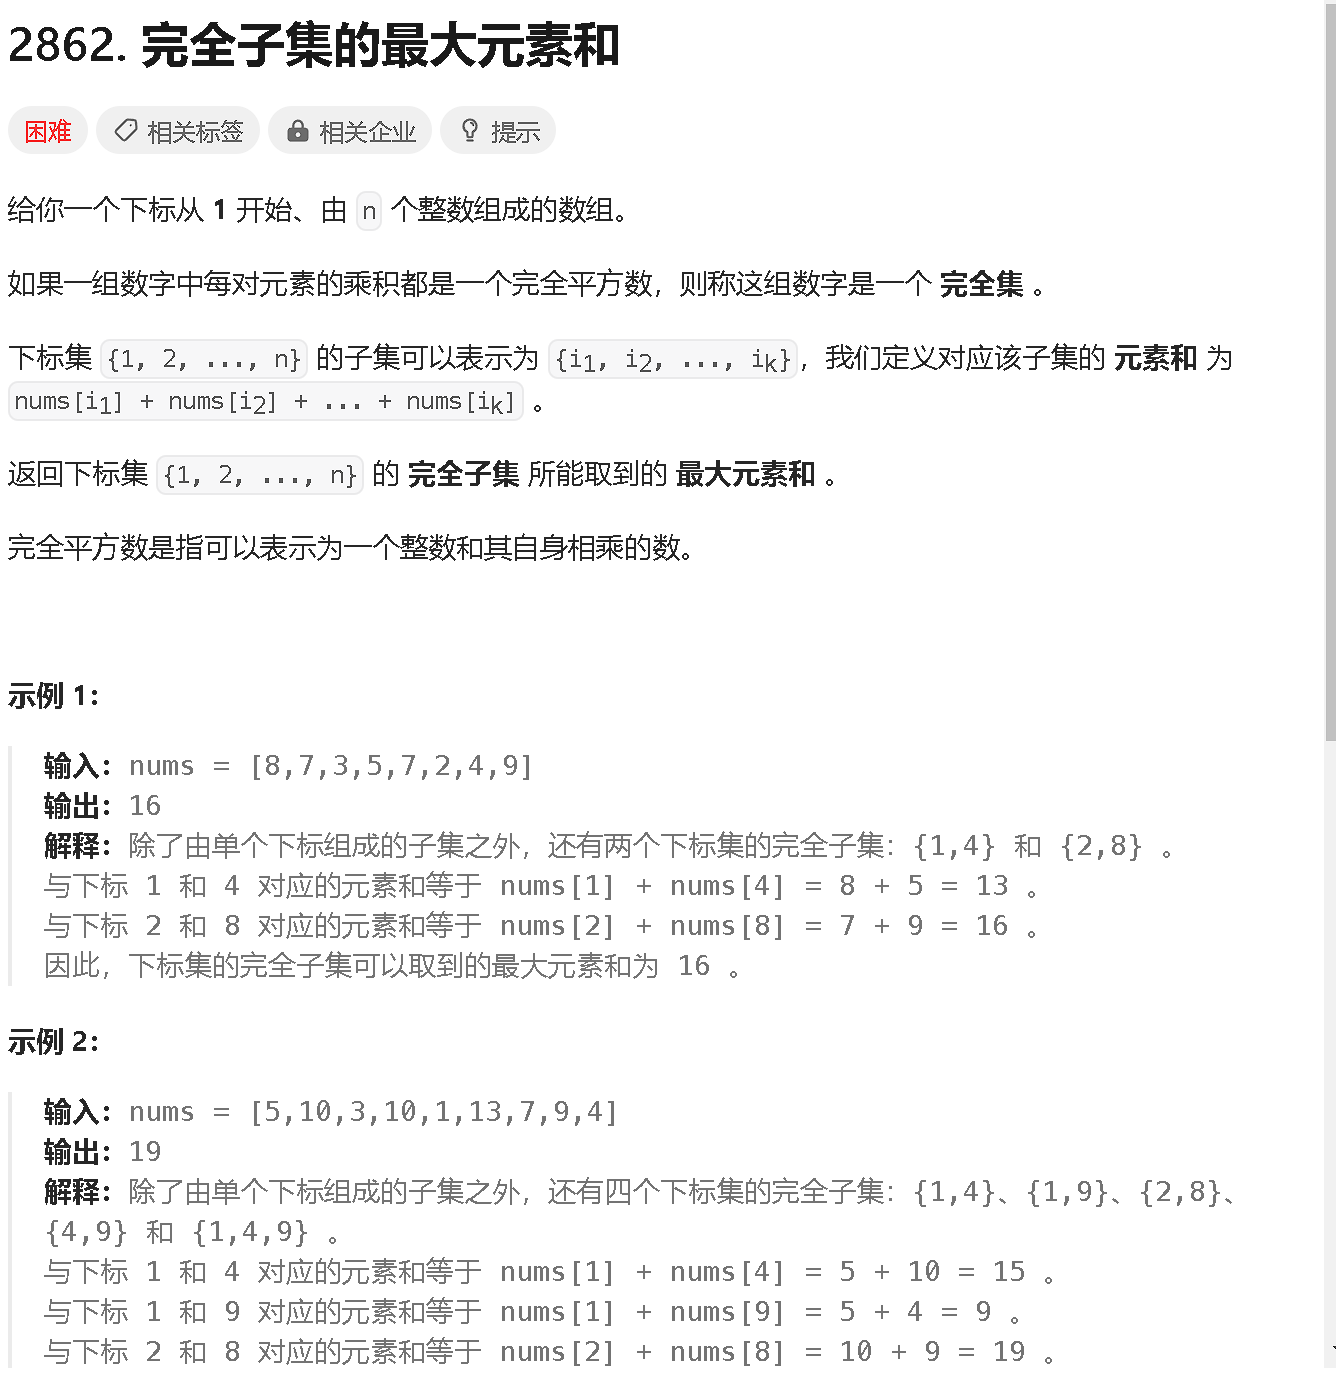 2862. 完全子集的最大元素和
困难 相关标签 相关企业 提示
给你一个下标从 1 开始、由 n 个整数组成的数组。
如果一组数字中每对元素的乘积都是一个完全平方数，则称这组数字是一个 完全集 。
下标集 {1, 2, ..., n} 的子集可以表示为 {i1, i2, ..., ik}，我们定义对应该子集的 元素和 为
nums[i1] + nums[i2] + ... + nums[ik] 。
返回下标集 {1, 2, ..., n} 的 完全子集 所能取到的 最大元素和 。
完全平方数是指可以表示为一个整数和其自身相乘的数。
示例 1：
输入：nums = [8,7,3,5,7,2,4,9]
输出：16
解释：除了由单个下标组成的子集之外，还有两个下标集的完全子集：{1,4} 和 {2,8} 。
与下标 1 和 4 对应的元素和等于 nums[1] + nums[4] = 8 + 5 = 13 。
与下标 2 和 8 对应的元素和等于 nums[2] + nums[8] = 7 + 9 = 16 。
因此，下标集的完全子集可以取到的最大元素和为 16 。
示例 2：
输入：nums = [5,10,3,10,1,13,7,9,4]
输出：19
解释：除了由单个下标组成的子集之外，还有四个下标集的完全子集：{1,4}、{1,9}、{2,8}、
{4,9} 和 {1,4,9} 。
与下标 1 和 4 对应的元素和等于 nums[1] + nums[4] = 5 + 10 = 15 。
与下标 1 和 9 对应的元素和等于 nums[1] + nums[9] = 5 + 4 = 9 。
与下标 2 和 8 对应的元素和等于 nums[2] + nums[8] = 10 + 9 = 19 。